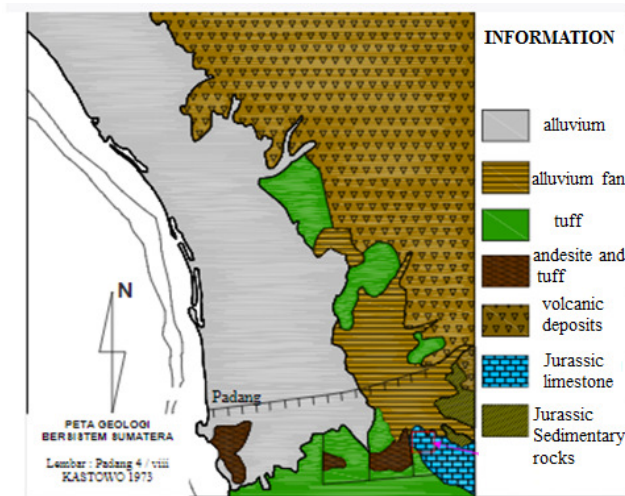 INFORMATION
alluvium
alluvium fan
tuff
andesite and
tuff
volcanic
deposits
Jurassic
limestone
Jurassic
Sedimentary
rocks
N
Padang
PETA GEOLOGI
BERSISTEM SUMATERA
Lembar : Padang 4 / viii
KASTOWO 1973